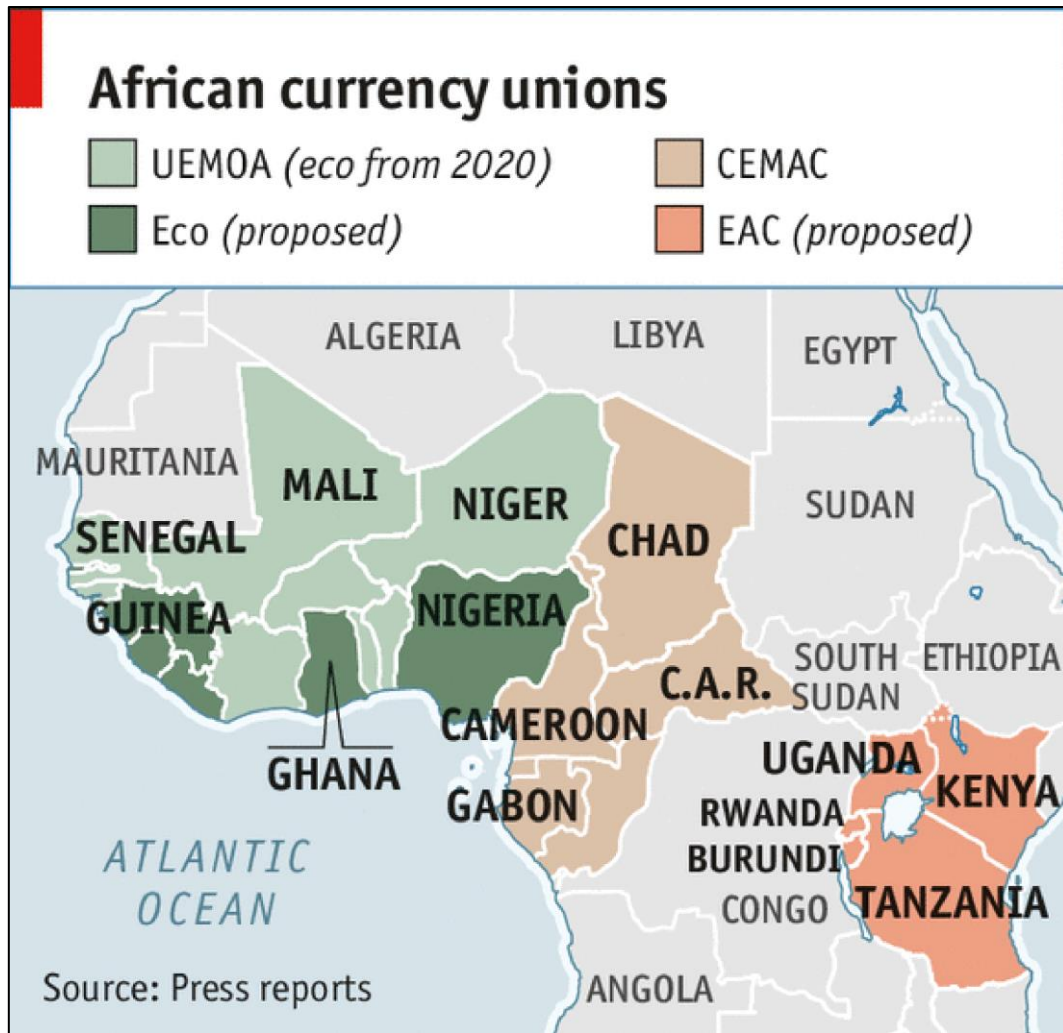 African currency unions
UEMOA (eco from 2020)
CEMAC
Eco (proposed)
EAC (proposed)
ALGERIA
LIBYA
EGYPT
MAURITANIA
MALI
NIGER
CHAD
SUDAN
SENEGAL
GUINEA
NIGERIA
SOUTH
SUDAN
ETHIOPIA
C.A.R.
CAMEROON
GHANA
GABON
UGANDA
KENYA
RWANDA
BURUNDI
CONGO
TANZANIA
ATLANTIC
OCEAN
ANGOLA
Source: Press reports